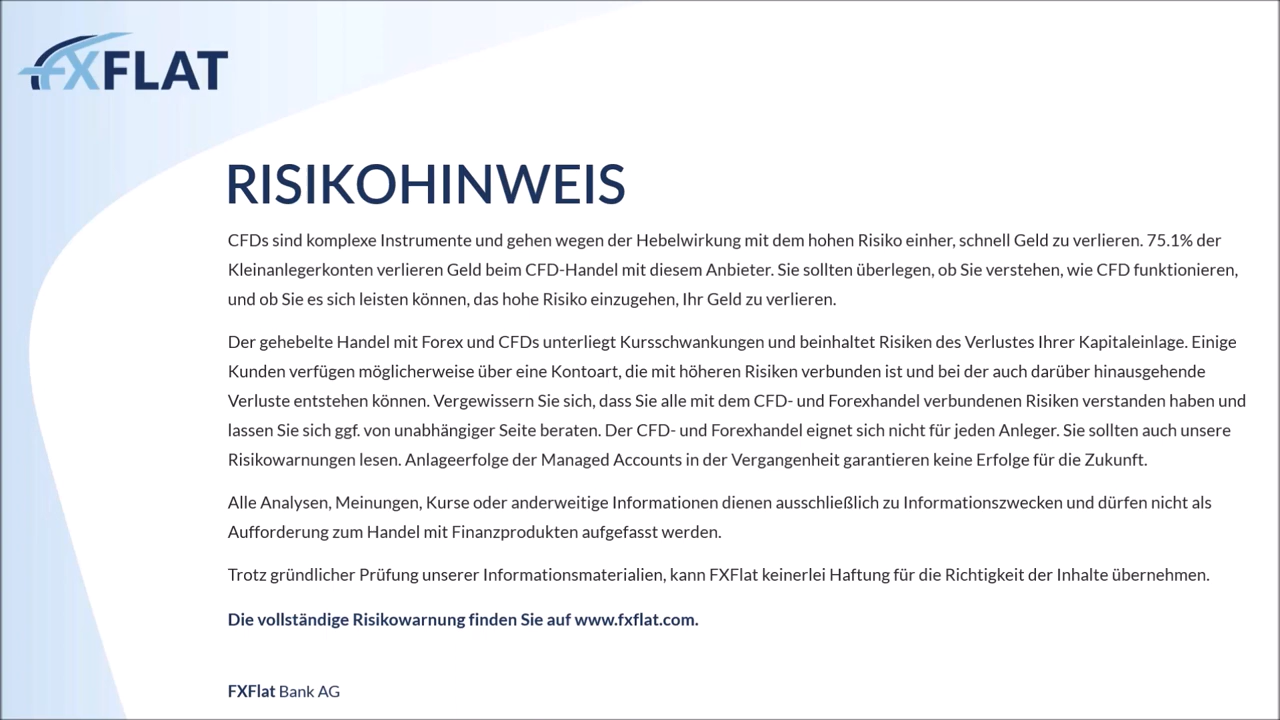 FXFLAT
RISIKOHINWEIS
CFDs sind komplexe Instrumente und gehen wegen der Hebelwirkung mit dem hohen Risiko einher, schnell Geld zu verlieren. 75.1% der
Kleinanlegerkonten verlieren Geld beim CFD-Handel mit diesem Anbieter. Sie sollten überlegen, ob Sie verstehen, wie CFD funktionieren,
und ob Sie es sich leisten können, das hohe Risiko einzugehen, Ihr Geld zu verlieren.
Der gehebelte Handel mit Forex und CFDs unterliegt Kursschwankungen und beinhaltet Risiken des Verlustes Ihrer Kapitaleinlage. Einige
Kunden verfügen möglicherweise über eine Kontoart, die mit höheren Risiken verbunden ist und bei der auch darüber hinausgehende
Verluste entstehen können. Vergewissern Sie sich, dass Sie alle mit dem CFD- und Forexhandel verbundenen Risiken verstanden haben und
lassen Sie sich ggf. von unabhängiger Seite beraten. Der CFD- und Forexhandel eignet sich nicht für jeden Anleger. Sie sollten auch unsere
Risikowarnungen lesen. Anlageerfolge der Managed Accounts in der Vergangenheit garantieren keine Erfolge für die Zukunft.
Alle Analysen, Meinungen, Kurse oder anderweitige Informationen dienen ausschließlich zu Informationszwecken und dürfen nicht als
Aufforderung zum Handel mit Finanzprodukten aufgefasst werden.
Trotz gründlicher Prüfung unserer Informationsmaterialien, kann FXFlat keinerlei Haftung für die Richtigkeit der Inhalte übernehmen.
Die vollständige Risikowarnung finden Sie auf www.fxflat.com.
FXFlat Bank AG